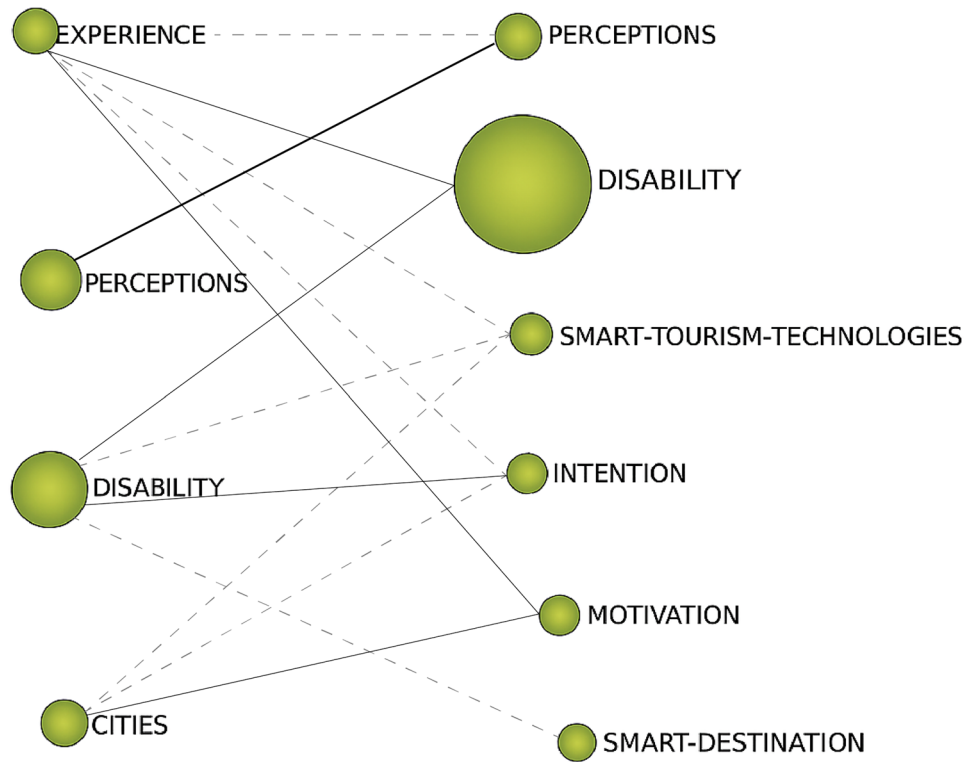 EXPERIENCE
PERCEPTIONS
DISABILITY
PERCEPTIONS
SMART-TOURISM-TECHNOLOGIES
DISABILITY
INTENTION
MOTIVATION
CITIES
SMART-DESTINATION